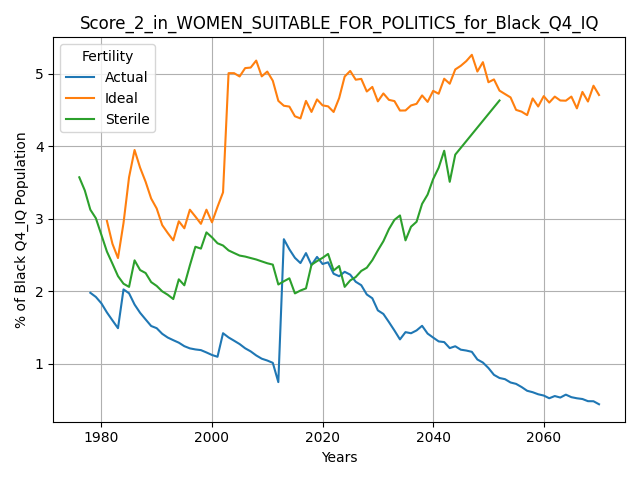 Score_2_in_WOMEN_SUITABLE_FOR_POLITICS_for_Black_Q4_IQ
Fertility
Actual
Ideal
Sterile
% of Black Q4_IQ Population
5
4
3
2
1
1980
2000
2020
2040
2060
Years